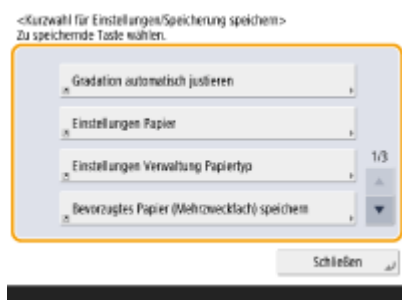 <Kurzwahl für Einstellungen/Speicherung speichern>
Zu speichernde Taste wählen.
Gradation automatisch justieren
Einstellungen Papier
Einstellungen Verwaltung Papiertyp
1/3
Bevorzugtes Papier (Mehrzweckfach) speichern
Schließen